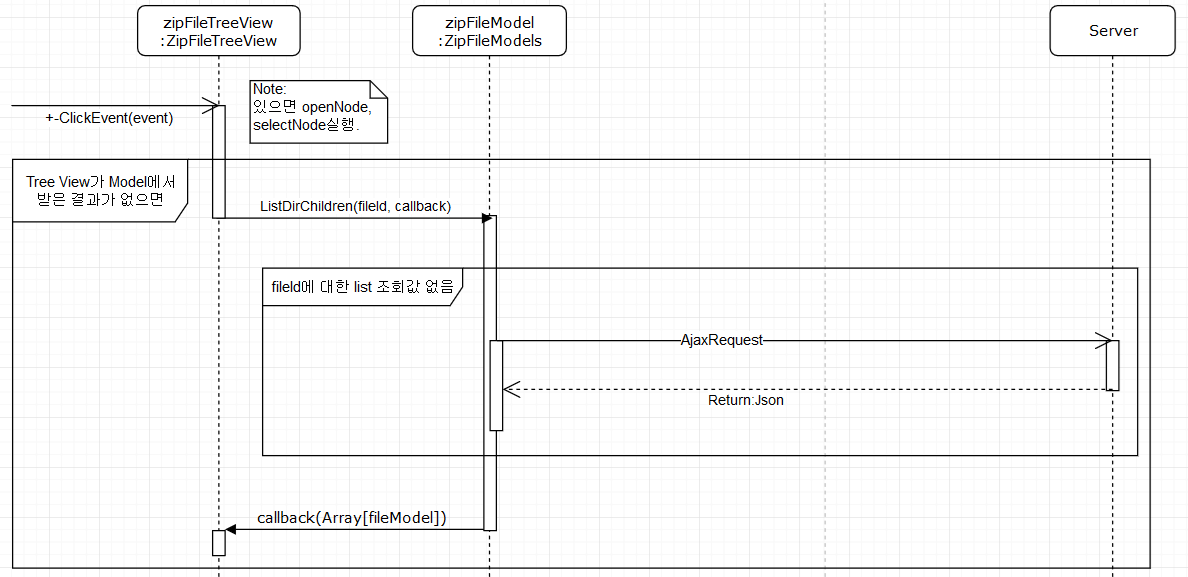 zipFileTreeView
:ZipFileTreeView
zipFileModel
:ZipFileModels
Server
Note:
있으면 openNode,
selectNode실행.
+-ClickEvent(event)
Tree View가 Model에서
받은 결과가 없으면
ListDirChildren(fileId, callback)
fileId에 대한 list 조회값 없음
AjaxRequest
Return:Json
callback(Array[fileModel])